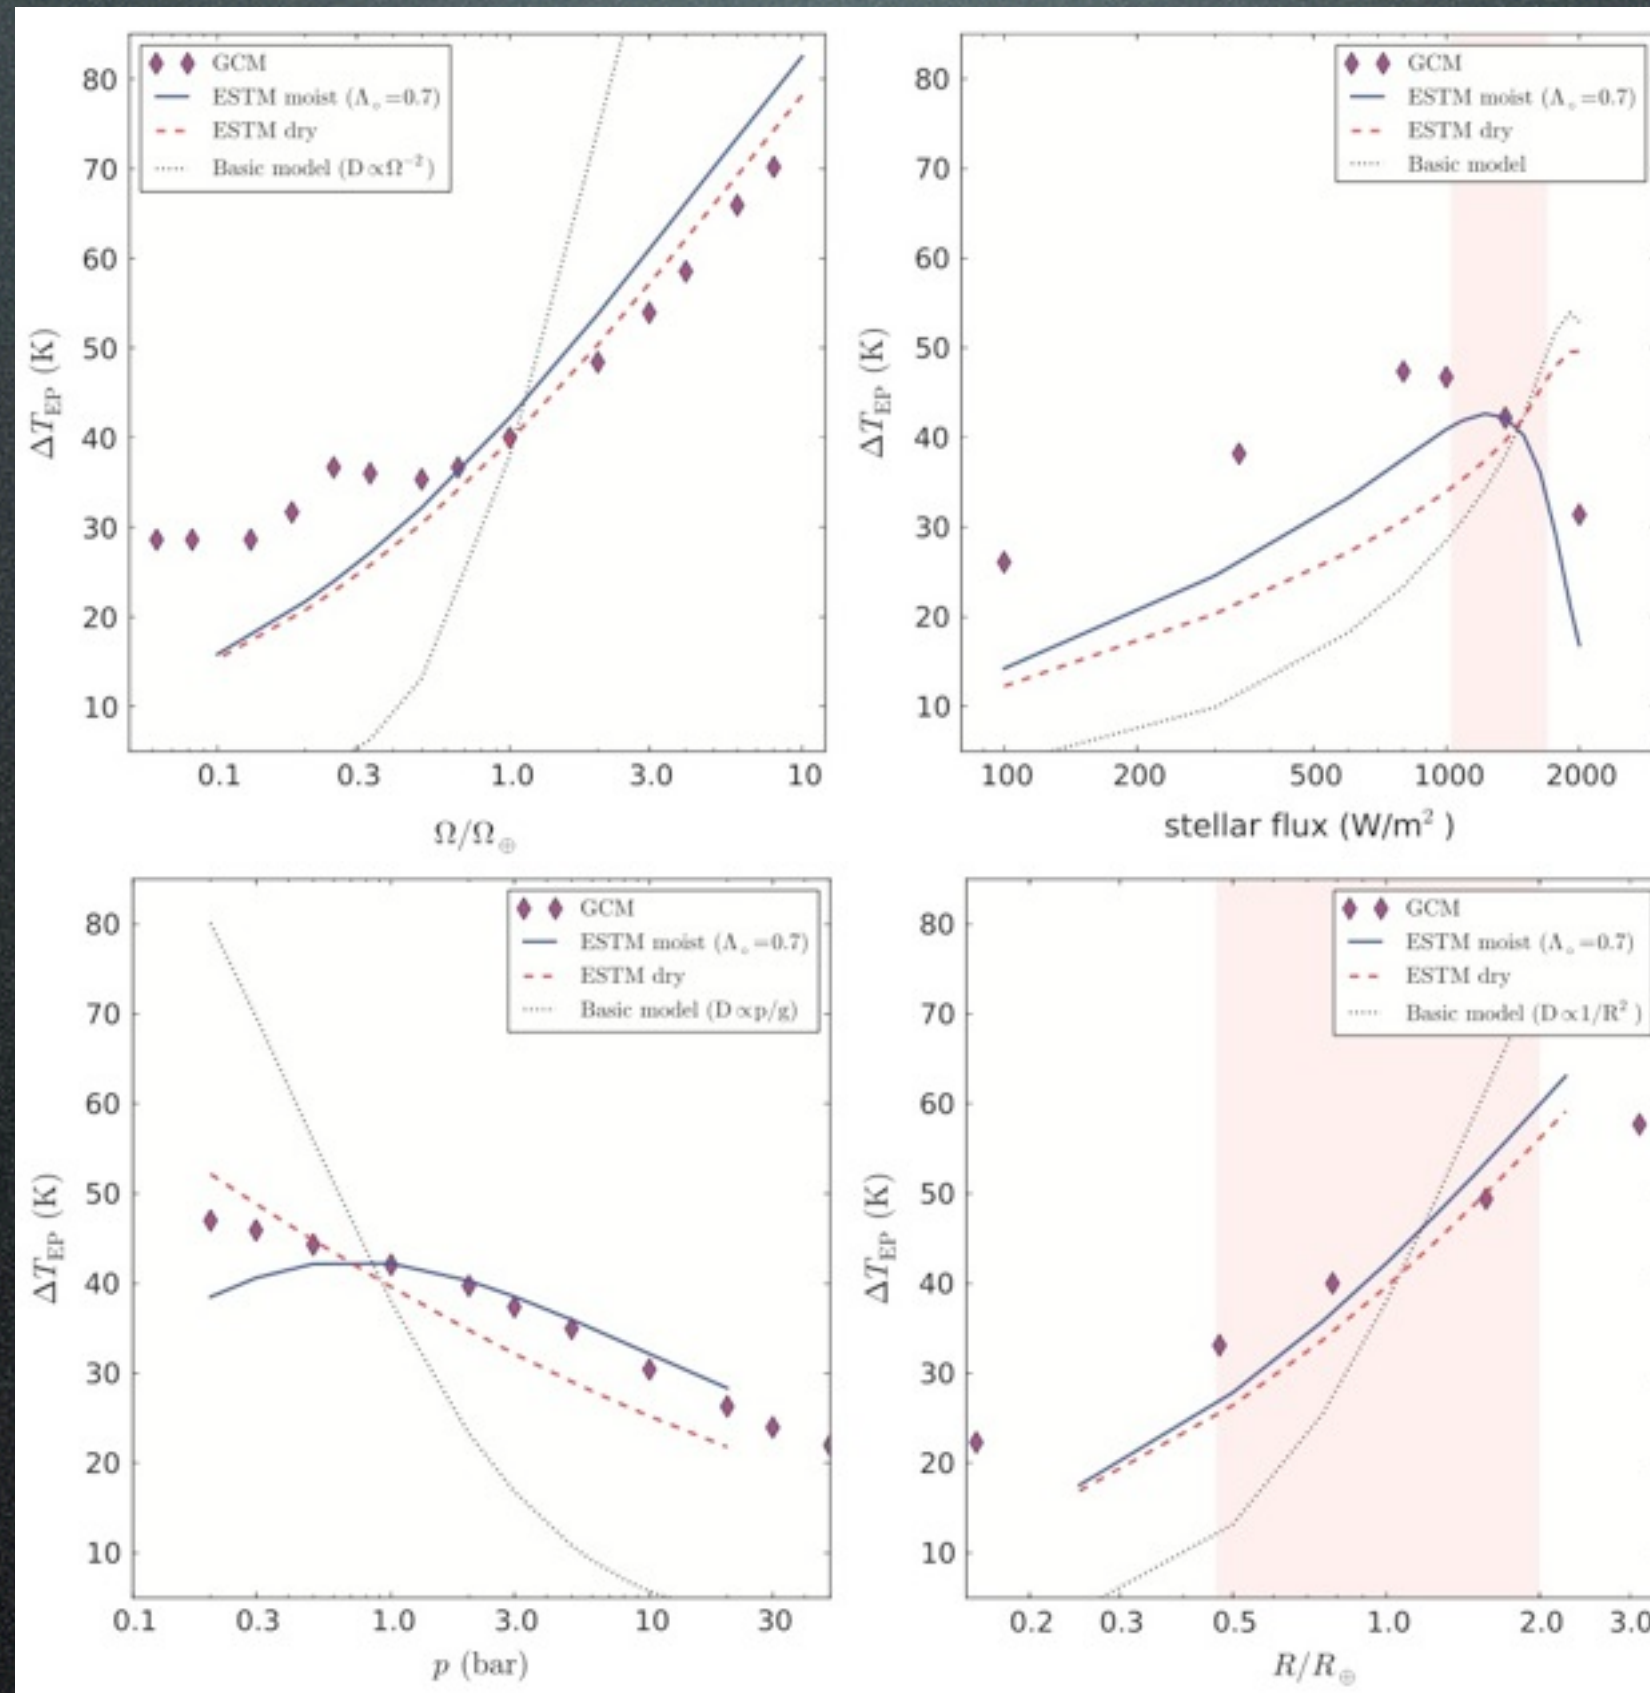 GCM
ESTM moist (Λ₀=0.7)
ESTM dry
Basic model (D∝Ω⁻²)
80
70
60
50
40
30
20
10
ΔT_EP (K)
0.1 0.3 1.0 3.0 10
Ω/Ω⊕
GCM
ESTM moist (Λ₀=0.7)
ESTM dry
Basic model
80
70
60
50
40
30
20
10
ΔT_EP (K)
100 200 500 1000 2000
stellar flux (W/m²)
GCM
ESTM moist (Λ₀=0.7)
ESTM dry
Basic model (D∝p/g)
80
70
60
50
40
30
20
10
ΔT_EP (K)
0.1 0.3 1.0 3.0 10 30
p (bar)
GCM
ESTM moist (Λ₀=0.7)
ESTM dry
Basic model (D∝1/R²)
80
70
60
50
40
30
20
10
ΔT_EP (K)
0.2 0.3 0.5 1.0 2.0 3.0
R/R⊕